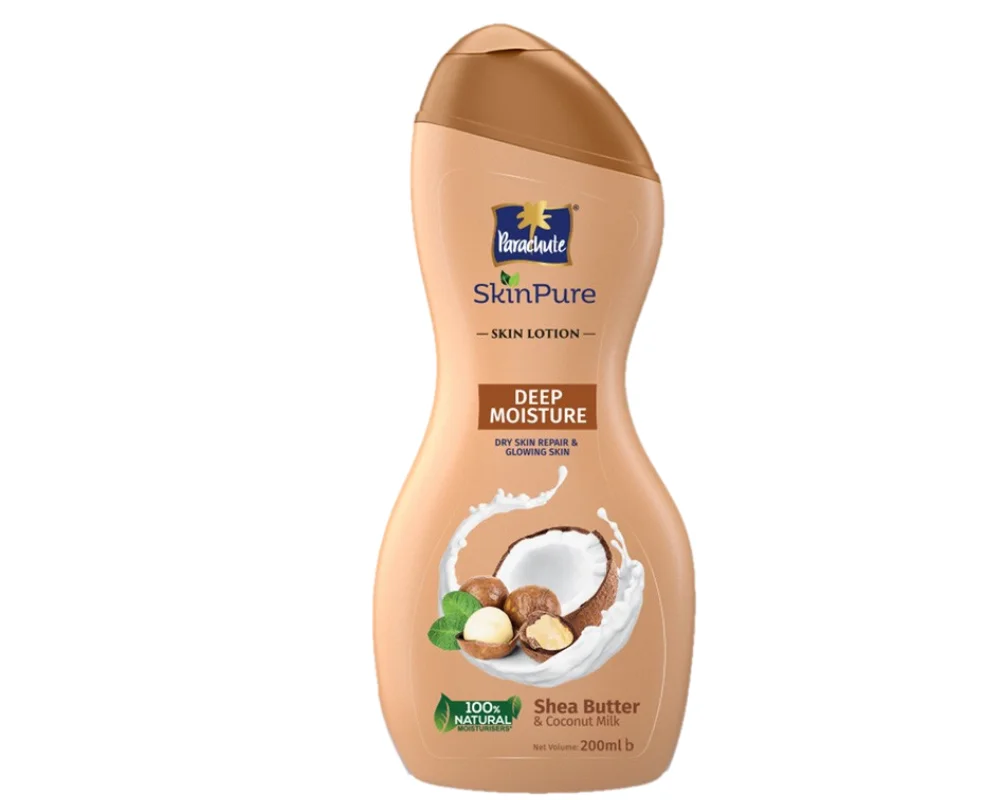 Parachute
®
SkinPure
SKIN LOTION
DEEP
MOISTURE
DRY SKIN REPAIR &
GLOWING SKIN
100%
NATURAL
MOISTURISERS*
Shea Butter
& Coconut Milk
Net Volume: 200ml b